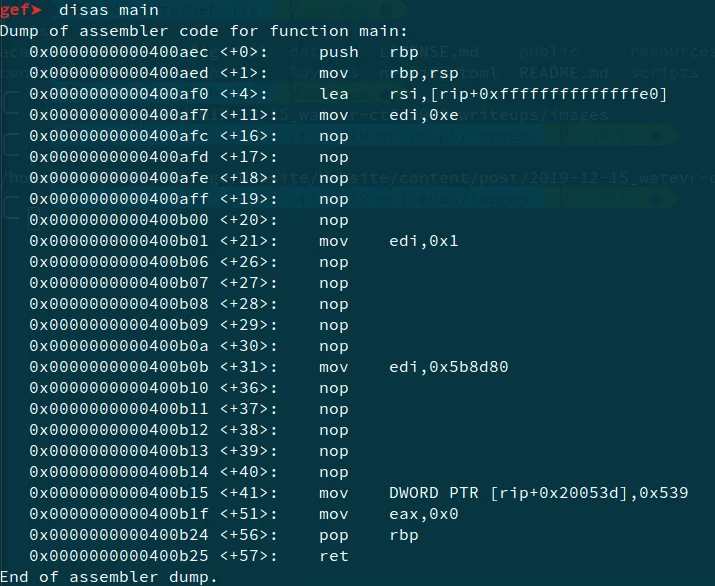 gef➤  disas main
Dump of assembler code for function main:
   0x0000000000400aec <+0>:	push   rbp
   0x0000000000400aed <+1>:	mov    rbp,rsp
   0x0000000000400af0 <+4>:	lea    rsi,[rip+0xffffffffffffffe0]
   0x0000000000400af7 <+11>:	mov    edi,0xe
   0x0000000000400afc <+16>:	nop
   0x0000000000400afd <+17>:	nop
   0x0000000000400afe <+18>:	nop
   0x0000000000400aff <+19>:	nop
   0x0000000000400b00 <+20>:	nop
   0x0000000000400b01 <+21>:	mov    edi,0x1
   0x0000000000400b06 <+26>:	nop
   0x0000000000400b07 <+27>:	nop
   0x0000000000400b08 <+28>:	nop
   0x0000000000400b09 <+29>:	nop
   0x0000000000400b0a <+30>:	nop
   0x0000000000400b0b <+31>:	mov    edi,0x5b8d80
   0x0000000000400b10 <+36>:	nop
   0x0000000000400b11 <+37>:	nop
   0x0000000000400b12 <+38>:	nop
   0x0000000000400b13 <+39>:	nop
   0x0000000000400b14 <+40>:	nop
   0x0000000000400b15 <+41>:	mov    DWORD PTR [rip+0x20053d],0x539
   0x0000000000400b1f <+51>:	mov    eax,0x0
   0x0000000000400b24 <+56>:	pop    rbp
   0x0000000000400b25 <+57>:	ret
End of assembler dump.